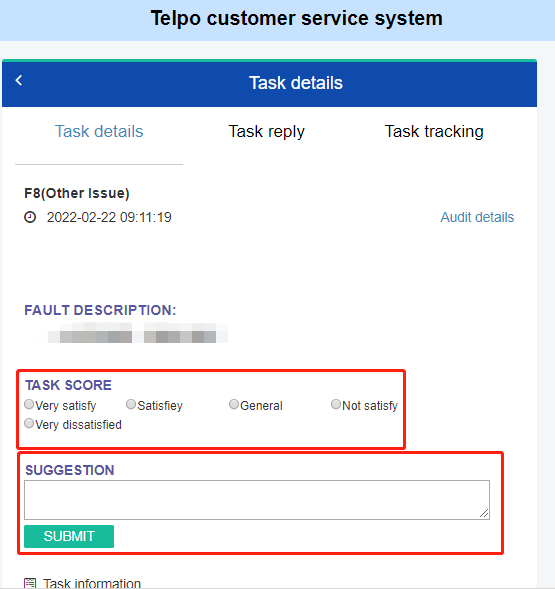 Telpo customer service system
Task details
Task details Task reply Task tracking
F8(Other Issue)
2022-02-22 09:11:19 Audit details
FAULT DESCRIPTION:
TASK SCORE
Very satisfy Satisfiey General Not satisfy
Very dissatisfied
SUGGESTION
SUBMIT
Task information